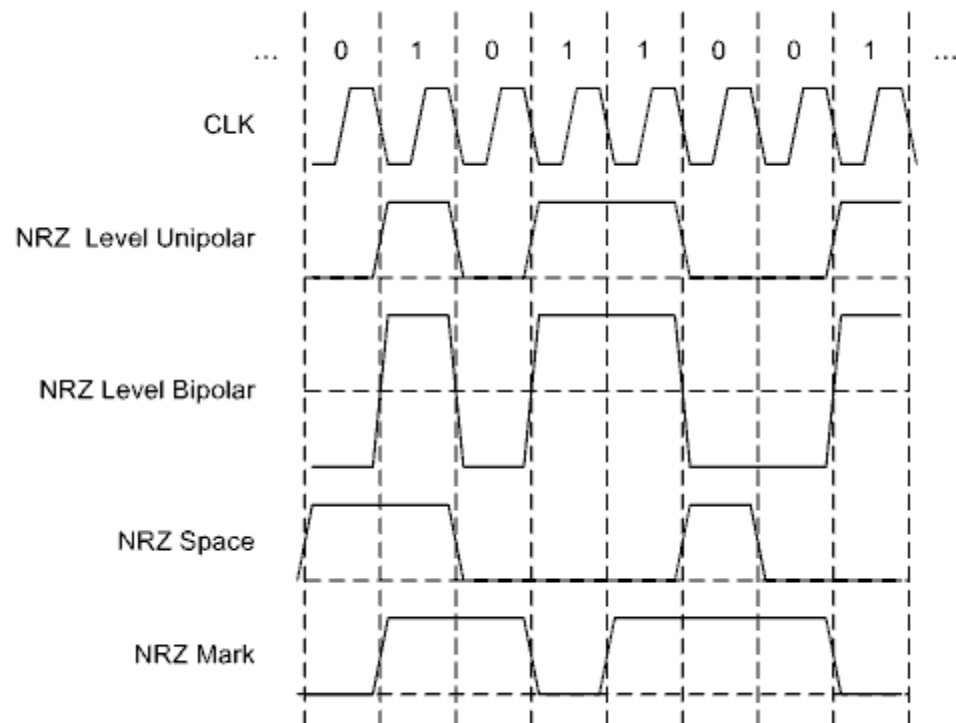 ... 0 1 0 1 1 0 0 1 ...
CLK
NRZ Level Unipolar
NRZ Level Bipolar
NRZ Space
NRZ Mark